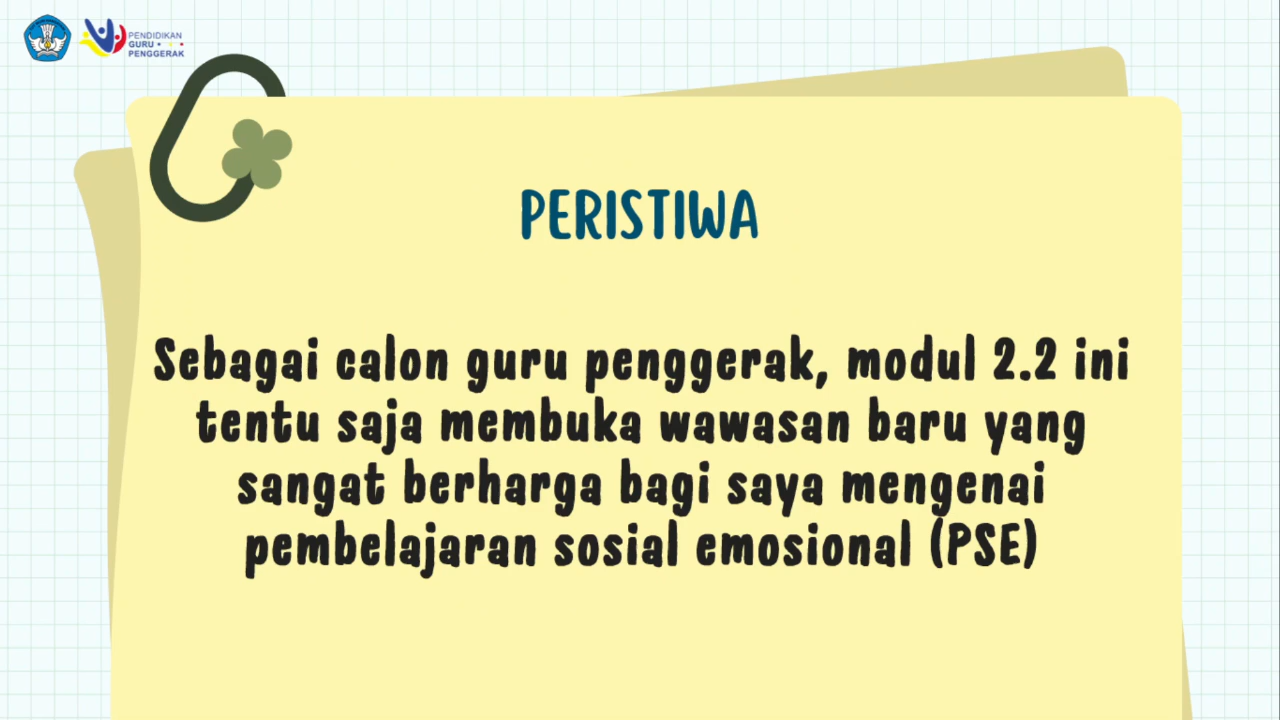 PENDIDIKAN
GURU
PENGGERAK
PERISTIWA
Sebagai calon guru penggerak, modul 2.2 ini
tentu saja membuka wawasan baru yang
sangat berharga bagi saya mengenai
pembelajaran sosial emosional (PSE)